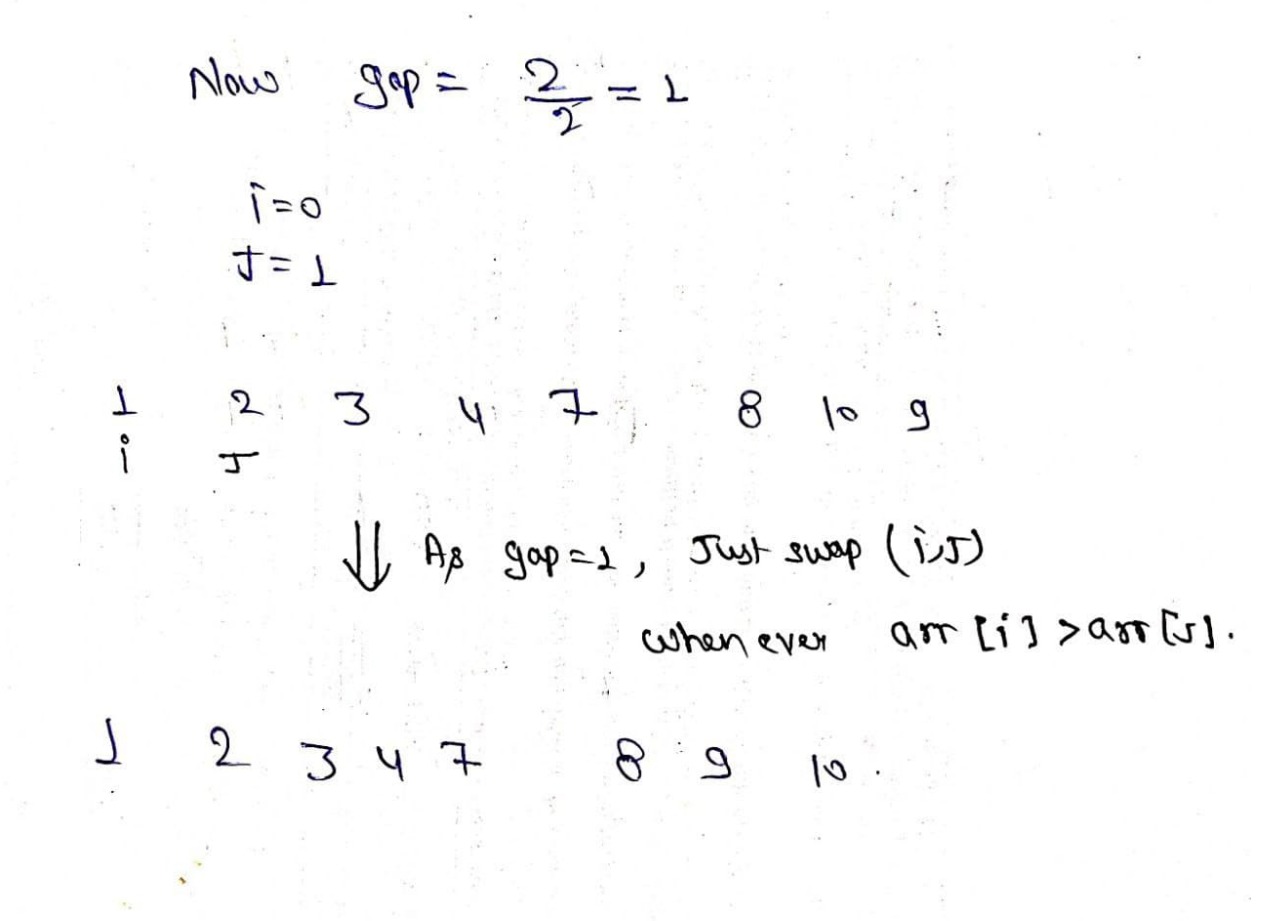 Now gap = 2/2 = 1
i=0
J=1
1 2 3 4 7 8 10 9
i J
⇓ As gap=1, Just swap (i,J)
whenever arr[i] > arr[J].
1 2 3 4 7 8 9 10.